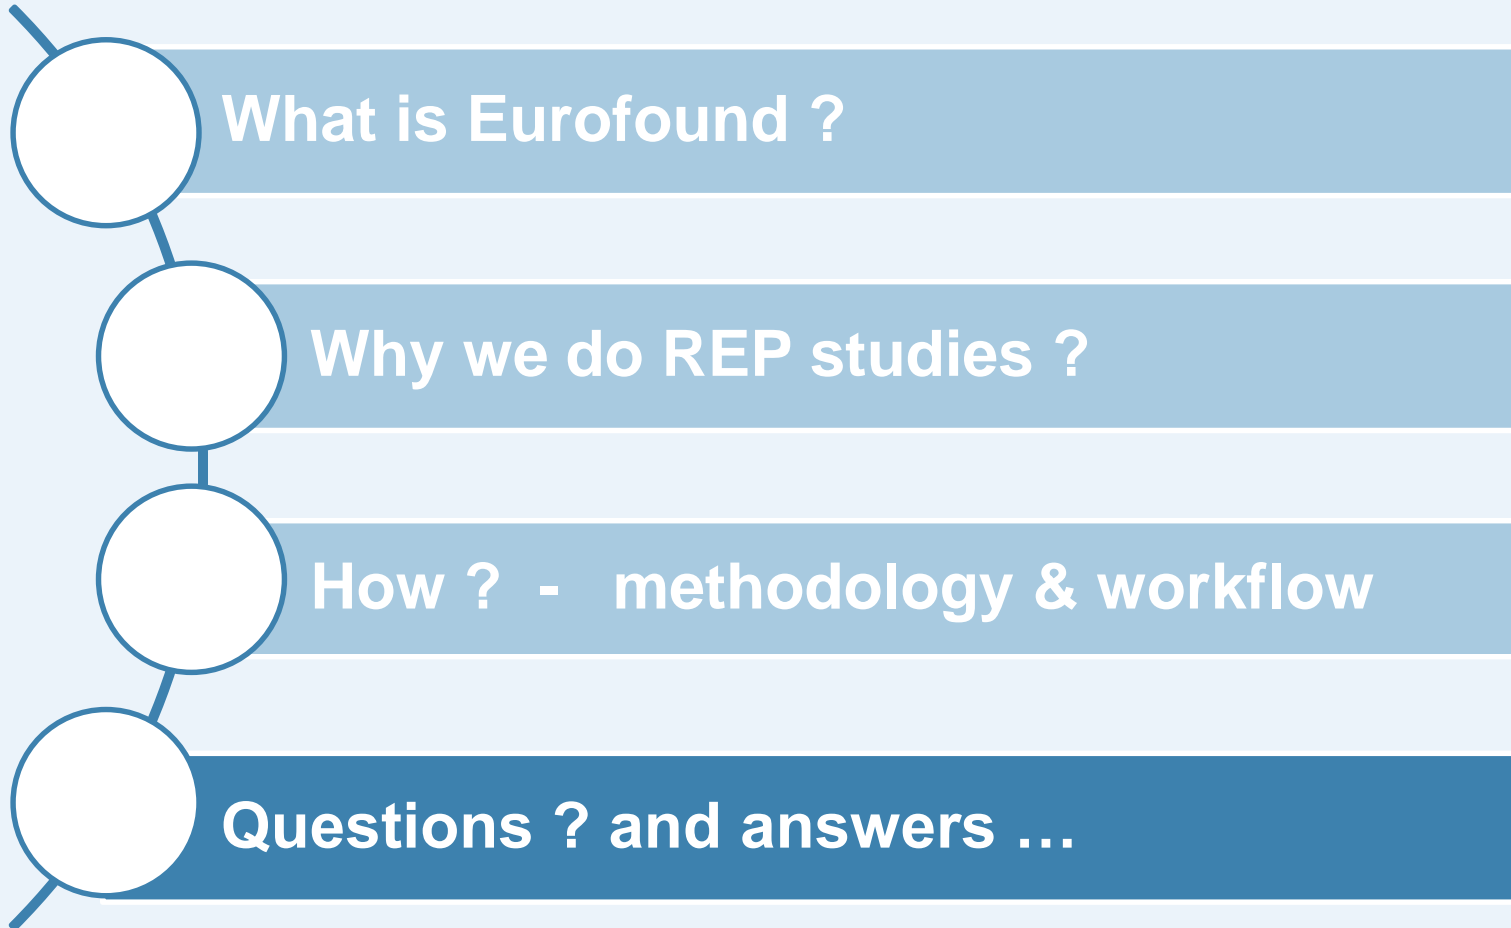 What is Eurofound ?
Why we do REP studies ?
How ? - methodology & workflow
Questions ? and answers …